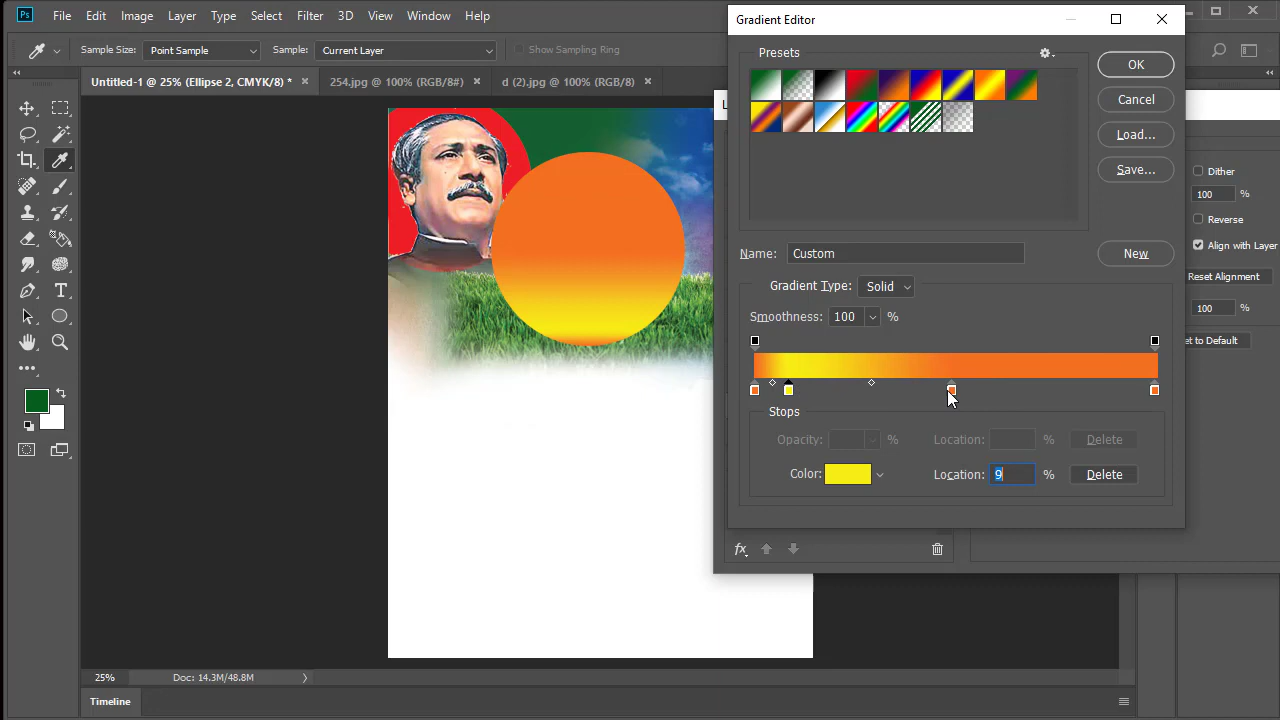 Ps File Edit Image Layer Type Select Filter 3D View Window Help
Sample Size: Point Sample Sample: Current Layer Show Sampling Ring
Untitled-1 @ 25% (Ellipse 2, CMYK/8) * × 254.jpg @ 100% (RGB/8#) × d (2).jpg @ 100% (RGB/8) ×
Gradient Editor
Presets
OK
Cancel
Load...
Save...
Name: Custom
New
Gradient Type: Solid
Smoothness: 100 %
Stops
Opacity: % Location: % Delete
Color: Location: 9 % Delete
Dither
100 %
Reverse
Align with Layer
Reset Alignment
100 %
et to Default
fx
T
25% Doc: 14.3M/48.8M
Timeline